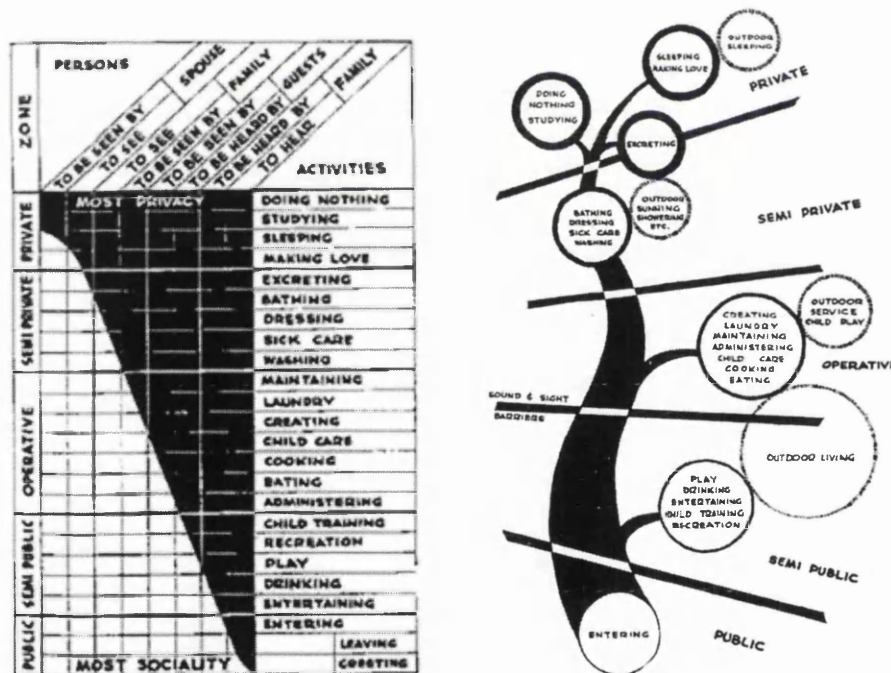 ZONE
PERSONS
SPOUSE
FAMILY
GUESTS
FAMILY
TO BE SEEN BY
TO SEE
TO SEE
TO BE SEEN BY
TO BE SEEN BY
TO BE HEARD BY
TO BE HEARD BY
TO HEAR
ACTIVITIES
MOST PRIVACY
PRIVATE
DOING NOTHING
STUDYING
SLEEPING
MAKING LOVE
SEMI PRIVATE
EXCRETING
BATHING
DRESSING
SICK CARE
WASHING
OPERATIVE
MAINTAINING
LAUNDRY
CREATING
CHILD CARE
COOKING
EATING
ADMINISTERING
SEMI PUBLIC
CHILD TRAINING
RECREATION
PLAY
DRINKING
ENTERTAINING
PUBLIC
ENTERING
LEAVING
GREETING
MOST SOCIALITY
OUTDOOR
SLEEPING
SLEEPING
MAKING LOVE
PRIVATE
DOING
NOTHING
STUDYING
EXCRETING
BATHING
DRESSING
SICK CARE
WASHING
OUTDOOR
SUNNING
SHOWERING
ETC.
SEMI PRIVATE
OUTDOOR
SERVICE
CHILD PLAY
CREATING
LAUNDRY
MAINTAINING
ADMINISTERING
CHILD CARE
COOKING
EATING
OPERATIVE
SOUND & SIGHT
BARRIERS
OUTDOOR LIVING
PLAY
DRINKING
ENTERTAINING
CHILD TRAINING
RECREATION
SEMI PUBLIC
ENTERING
PUBLIC